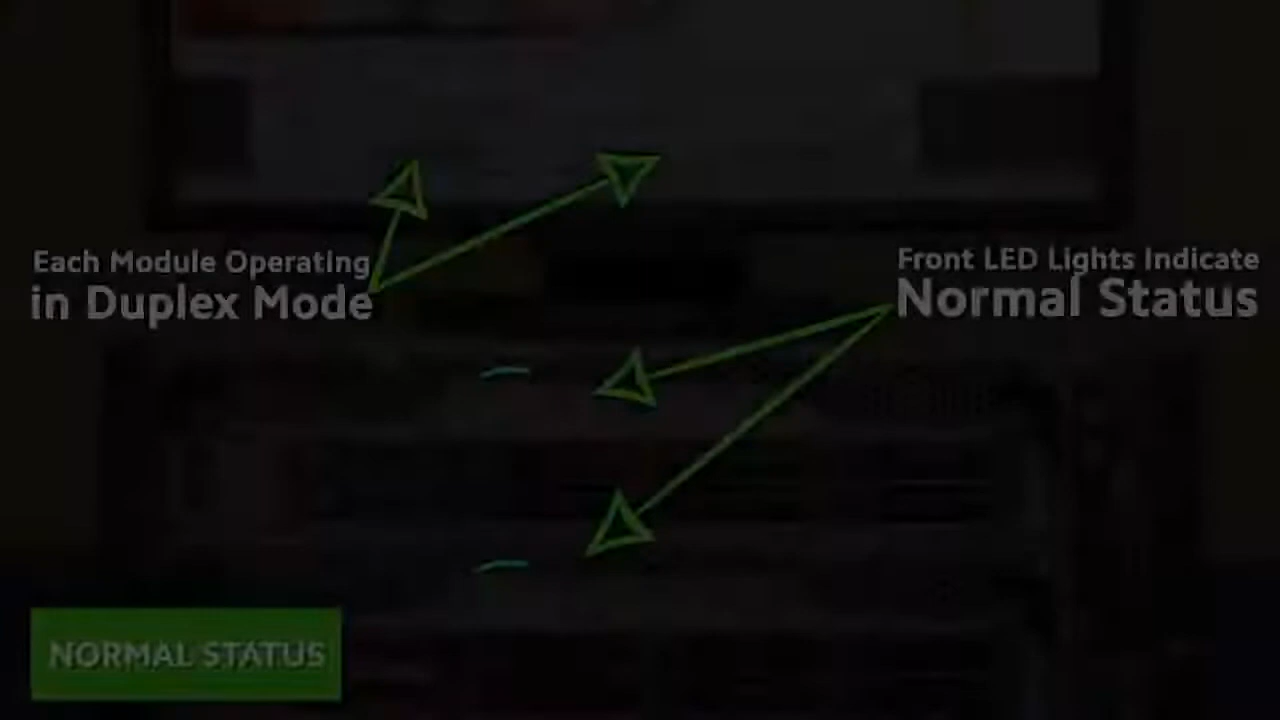 Each Module Operating
in Duplex Mode
Front LED Lights Indicate
Normal Status
NORMAL STATUS